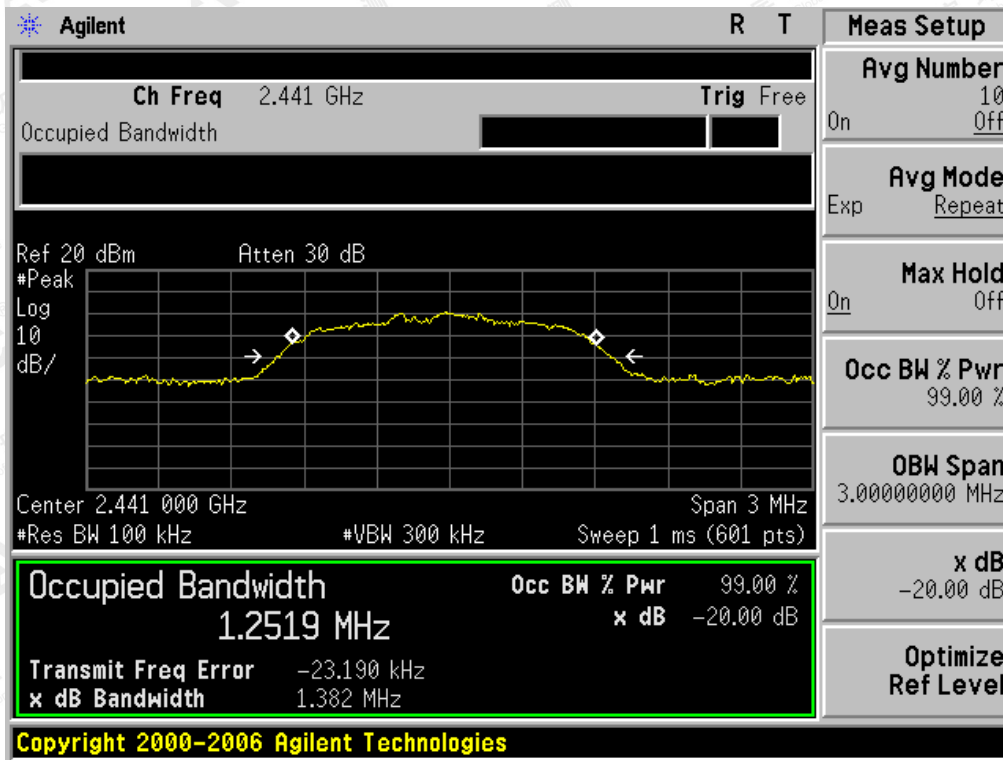 Agilent R T
Ch Freq 2.441 GHz Trig Free
Occupied Bandwidth
Ref 20 dBm Atten 30 dB
#Peak
Log
10
dB/
Center 2.441 000 GHz Span 3 MHz
#Res BW 100 kHz #VBW 300 kHz Sweep 1 ms (601 pts)
Occupied Bandwidth
1.2519 MHz
Occ BW % Pwr 99.00 %
x dB -20.00 dB
Transmit Freq Error -23.190 kHz
x dB Bandwidth 1.382 MHz
Copyright 2000-2006 Agilent Technologies
Meas Setup
Avg Number
10
On Off
Avg Mode
Exp Repeat
Max Hold
On Off
Occ BW % Pwr
99.00 %
OBW Span
3.00000000 MHz
x dB
-20.00 dB
Optimize
Ref Level